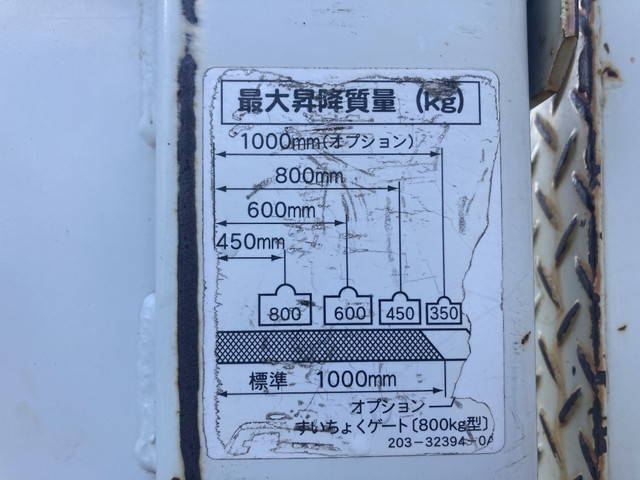 最大昇降質量 (kg)
1000mm(オプション)
800mm
600mm
450mm
800 600 450 350
標準 1000mm
オプション
すいちょくゲート〔800kg型〕
203-32394-0